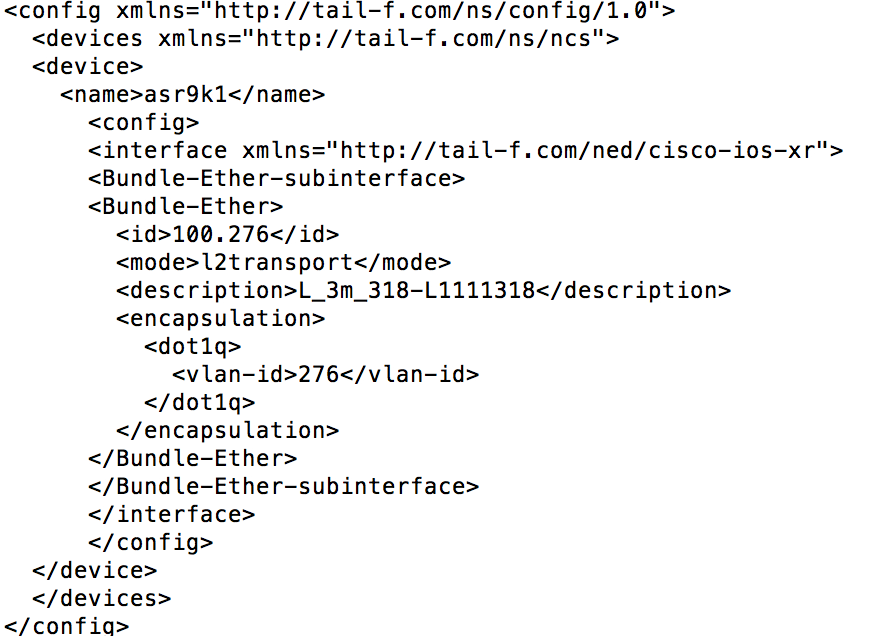 <config xmlns="http://tail-f.com/ns/config/1.0">
  <devices xmlns="http://tail-f.com/ns/ncs">
  <device>
    <name>asr9k1</name>
      <config>
      <interface xmlns="http://tail-f.com/ned/cisco-ios-xr">
      <Bundle-Ether-subinterface>
      <Bundle-Ether>
        <id>100.276</id>
        <mode>l2transport</mode>
        <description>L_3m_318-L1111318</description>
        <encapsulation>
          <dot1q>
            <vlan-id>276</vlan-id>
          </dot1q>
        </encapsulation>
      </Bundle-Ether>
      </Bundle-Ether-subinterface>
      </interface>
      </config>
  </device>
  </devices>
</config>